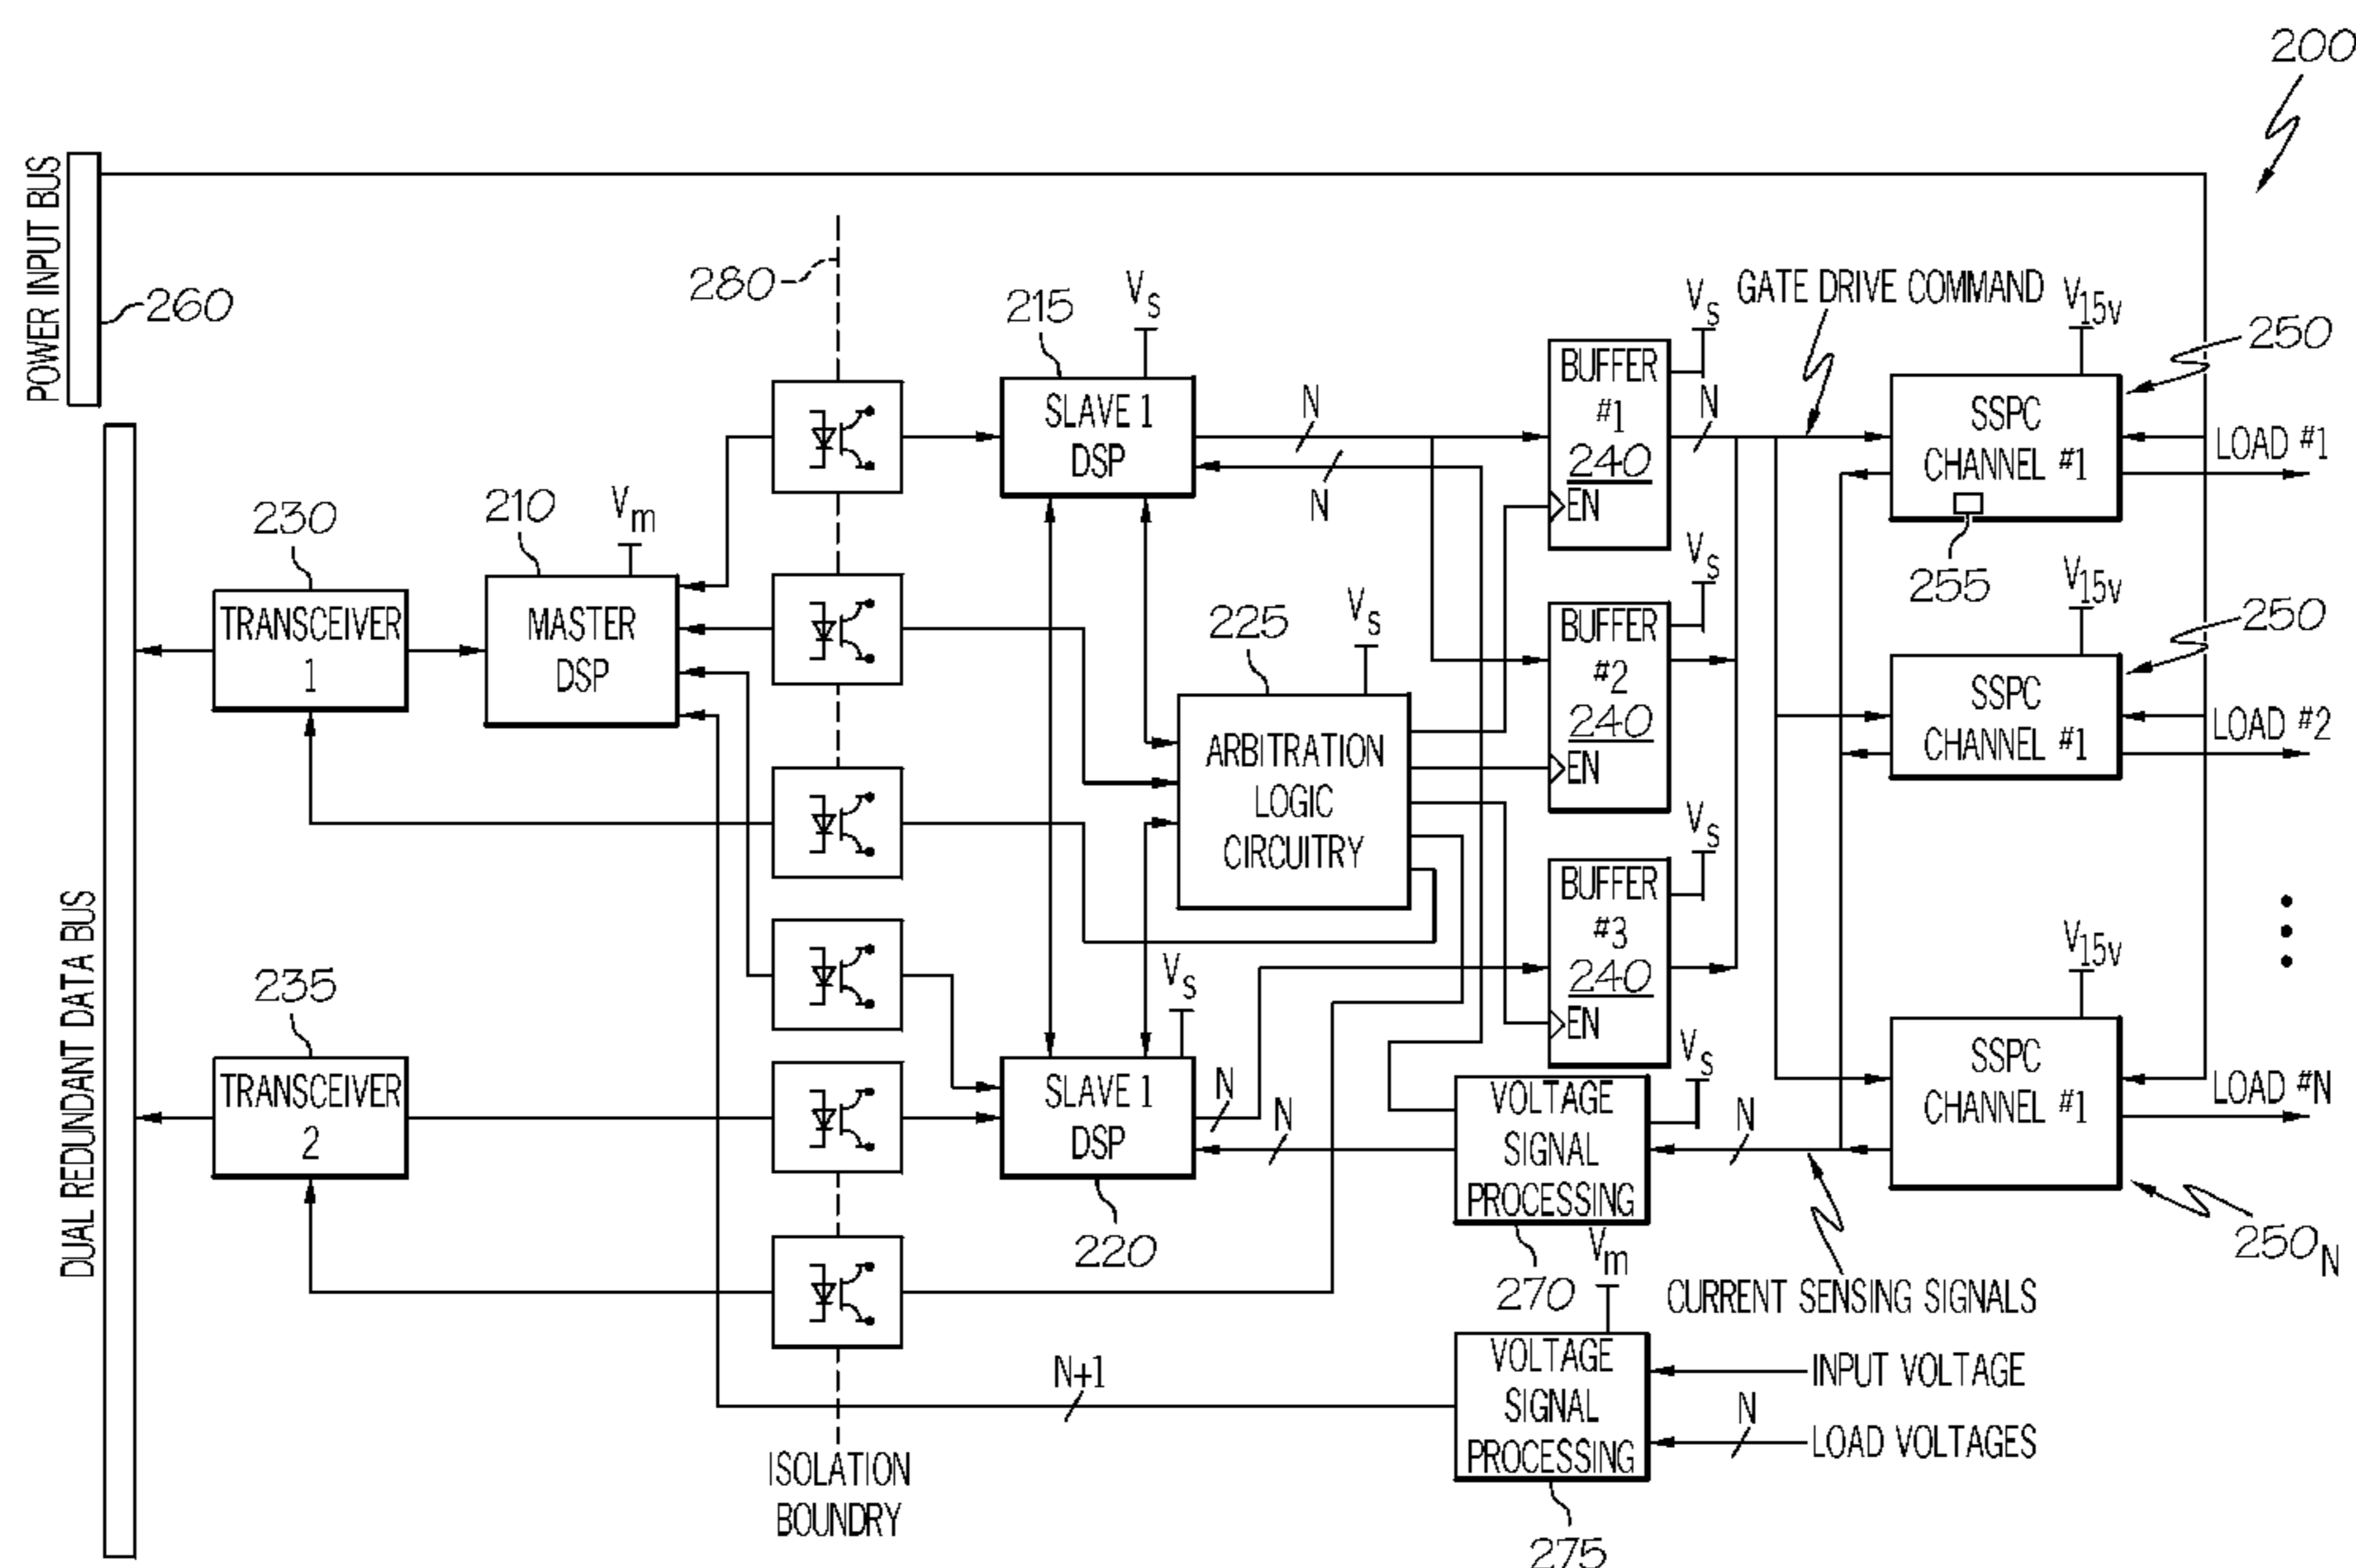 200
POWER INPUT BUS
260
280
215
Vs
Vs
GATE DRIVE COMMAND
V15v
250
SLAVE 1
DSP
N
N
BUFFER
#1
240
EN
N
SSPC
CHANNEL #1
LOAD #1
255
230
210
Vm
TRANSCEIVER
1
MASTER
DSP
225
Vs
ARBITRATION
LOGIC
CIRCUITRY
Vs
BUFFER
#2
240
EN
V15v
250
SSPC
CHANNEL #1
LOAD #2
Vs
BUFFER
#3
240
EN
DUAL REDUNDANT DATA BUS
235
TRANSCEIVER
2
Vs
SLAVE 1
DSP
220
N
N
Vs
VOLTAGE
SIGNAL
PROCESSING
270
N
V15v
SSPC
CHANNEL #1
LOAD #N
250N
CURRENT SENSING SIGNALS
Vm
VOLTAGE
SIGNAL
PROCESSING
275
INPUT VOLTAGE
N
LOAD VOLTAGES
N+1
ISOLATION
BOUNDRY